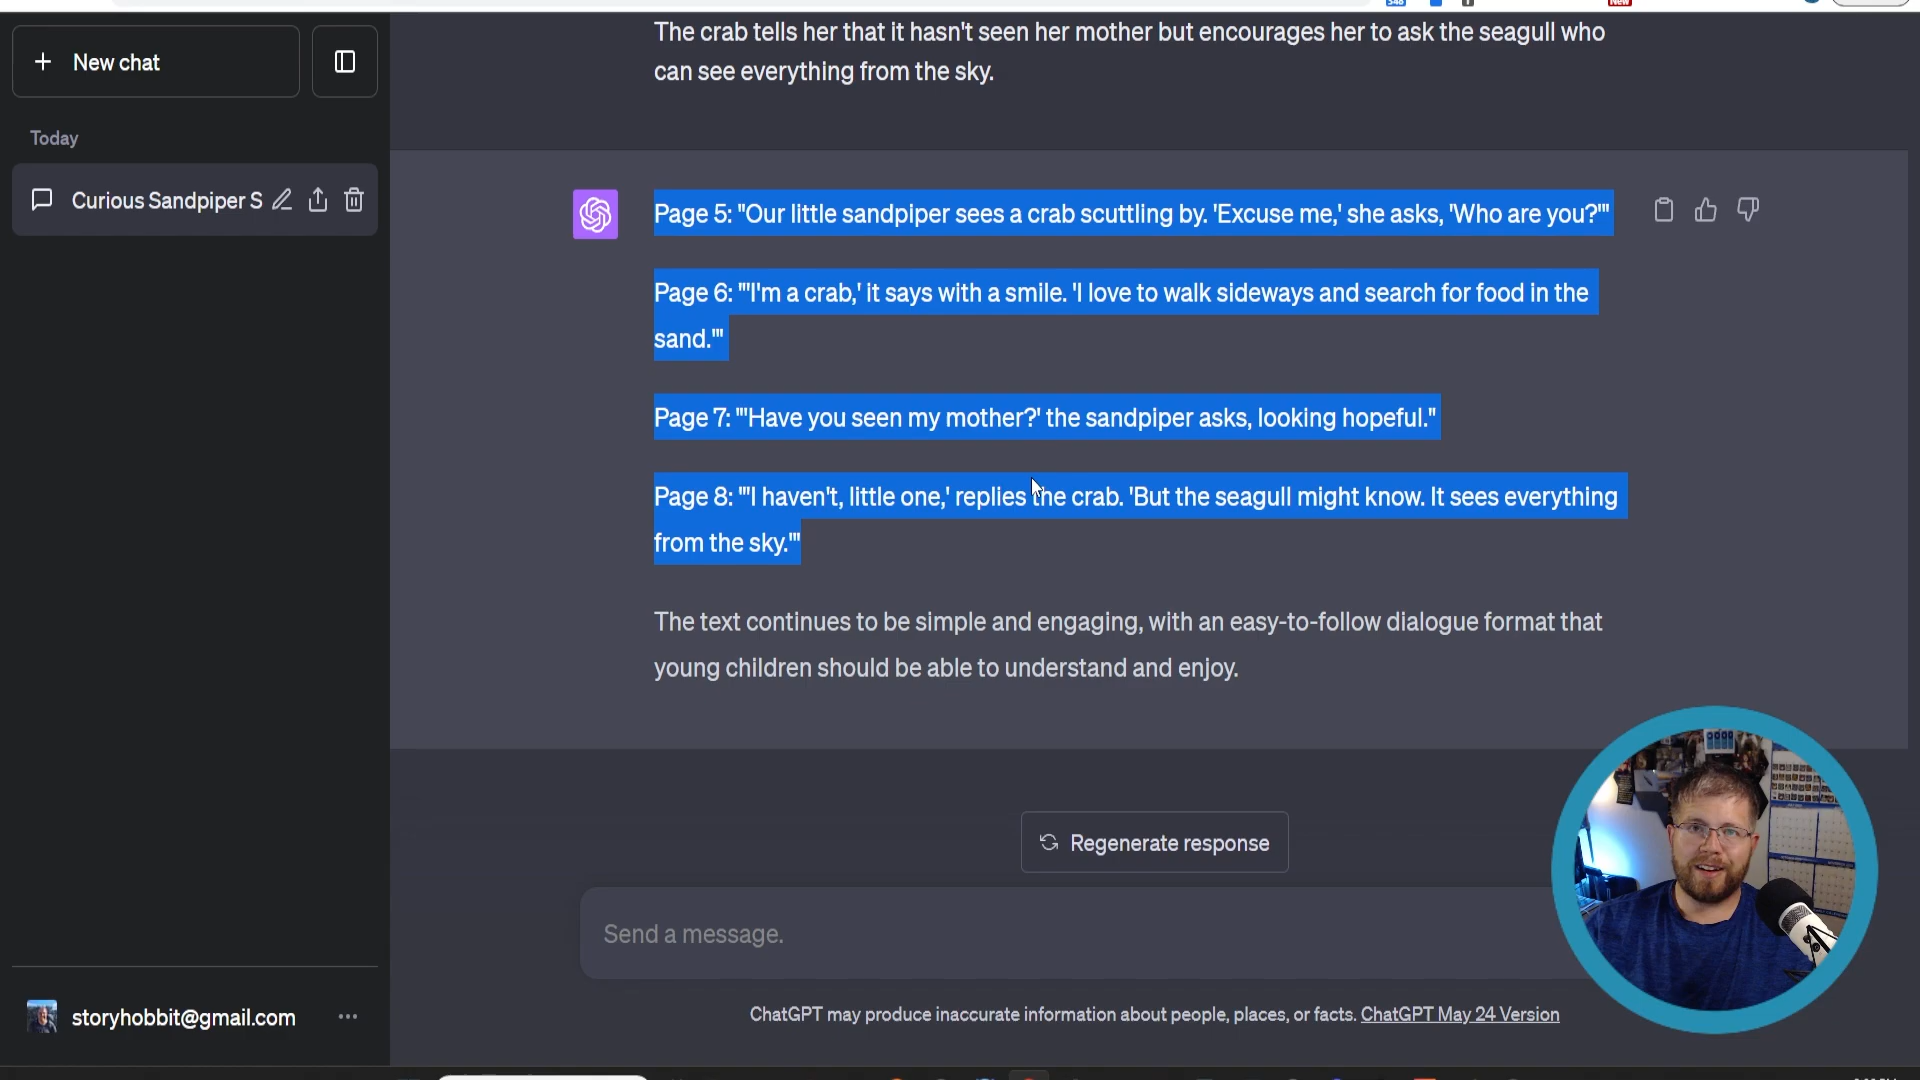 348
New
The crab tells her that it hasn't seen her mother but encourages her to ask the seagull who
can see everything from the sky.
New chat
Today
Curious Sandpiper S
Page 5: "Our little sandpiper sees a crab scuttling by. 'Excuse me,' she asks, 'Who are you?'"
Page 6: "'I'm a crab,' it says with a smile. 'I love to walk sideways and search for food in the
sand.'"
Page 7: "'Have you seen my mother?' the sandpiper asks, looking hopeful."
Page 8: "'I haven't, little one,' replies the crab. 'But the seagull might know. It sees everything
from the sky.'"
The text continues to be simple and engaging, with an easy-to-follow dialogue format that
young children should be able to understand and enjoy.
Regenerate response
Send a message.
storyhobbit@gmail.com
ChatGPT may produce inaccurate information about people, places, or facts. ChatGPT May 24 Version